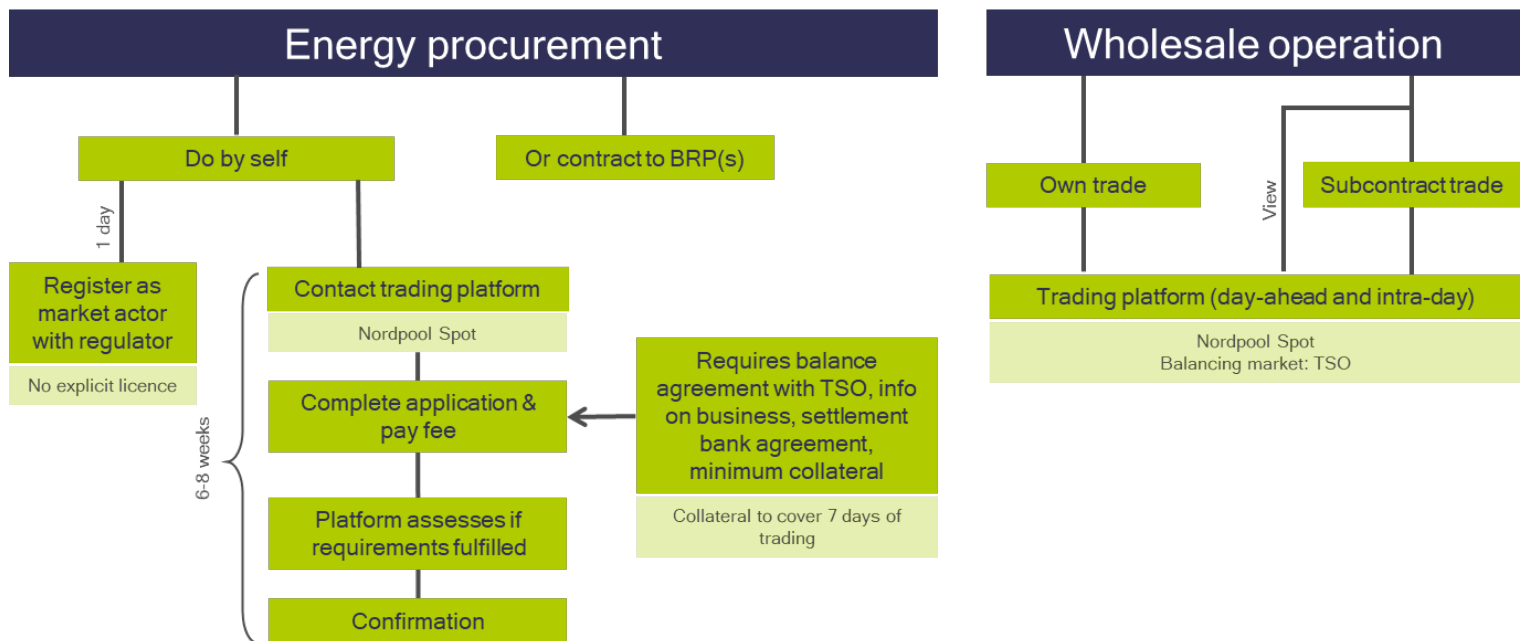 Energy procurement
Do by self
Or contract to BRP(s)
1 day
Register as
market actor
with regulator
No explicit licence
6-8 weeks
Contact trading platform
Nordpool Spot
Complete application &
pay fee
Platform assesses if
requirements fulfilled
Confirmation
Requires balance
agreement with TSO, info
on business, settlement
bank agreement,
minimum collateral
Collateral to cover 7 days of
trading
Wholesale operation
Own trade
View
Subcontract trade
Trading platform (day-ahead and intra-day)
Nordpool Spot
Balancing market: TSO